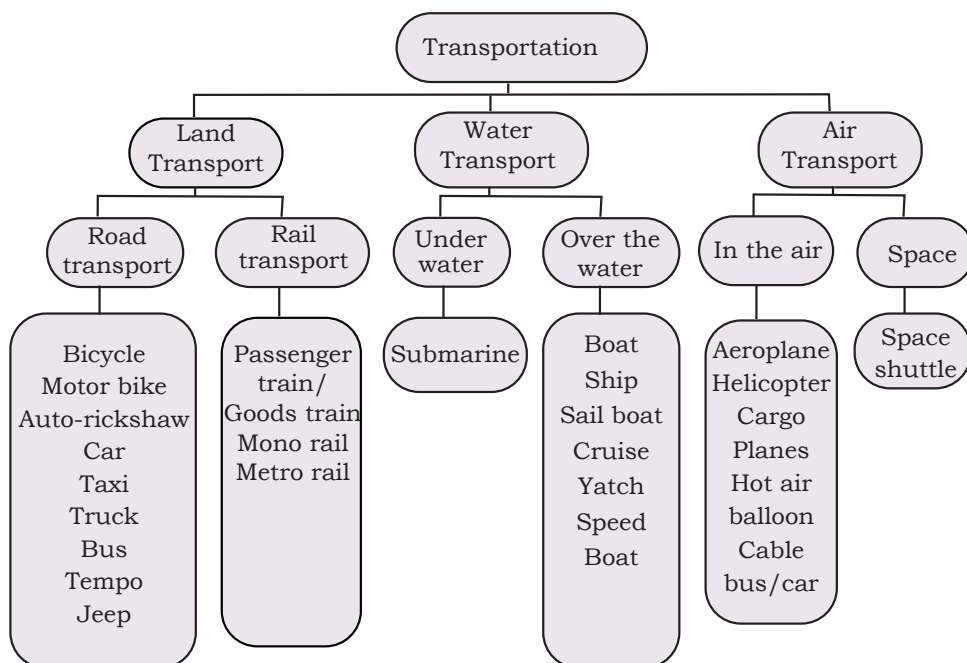 Transportation
Land
Transport
Water
Transport
Air
Transport
Road
transport
Rail
transport
Under
water
Over the
water
In the air
Space
Bicycle
Motor bike
Auto-rickshaw
Car
Taxi
Truck
Bus
Tempo
Jeep
Passenger
train/
Goods train
Mono rail
Metro rail
Submarine
Boat
Ship
Sail boat
Cruise
Yatch
Speed
Boat
Aeroplane
Helicopter
Cargo
Planes
Hot air
balloon
Cable
bus/car
Space
shuttle